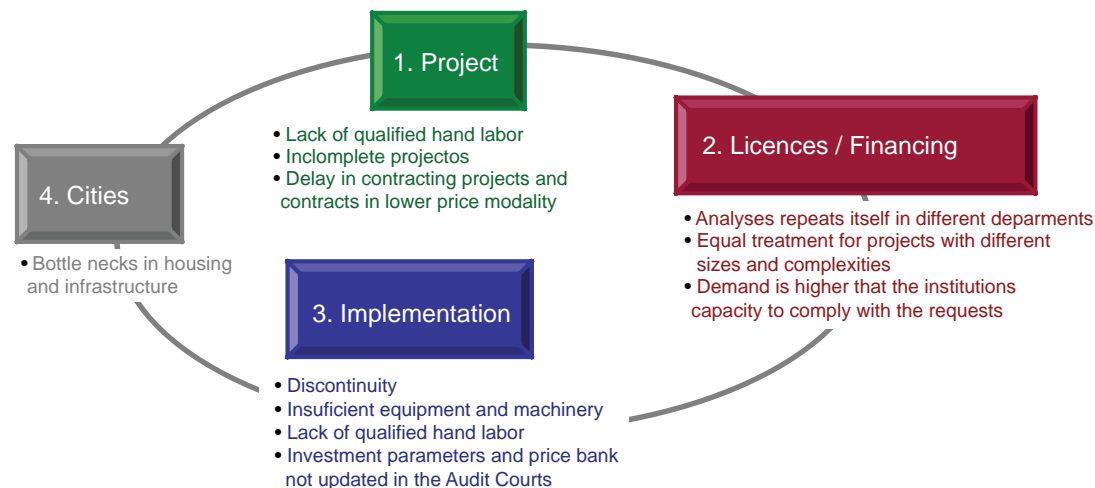 1. Project
• Lack of qualified hand labor
• Inclomplete projectos
• Delay in contracting projects and
contracts in lower price modality
2. Licences / Financing
• Analyses repeats itself in different deparments
• Equal treatment for projects with different
sizes and complexities
• Demand is higher that the institutions
capacity to comply with the requests
3. Implementation
• Discontinuity
• Insuficient equipment and machinery
• Lack of qualified hand labor
• Investment parameters and price bank
not updated in the Audit Courts
4. Cities
• Bottle necks in housing
and infrastructure